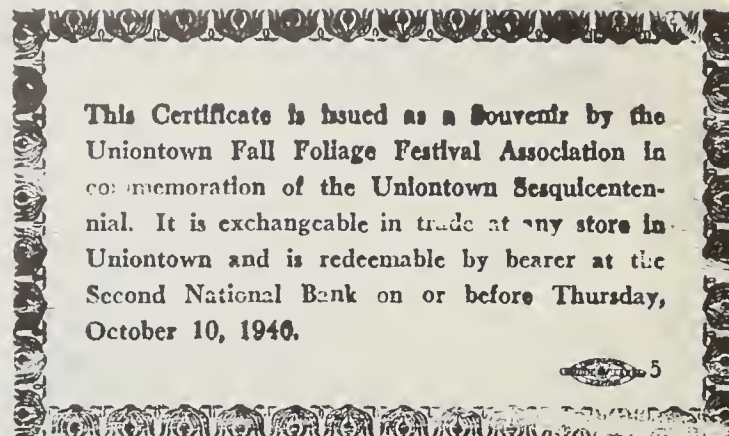 This Certificate is issued as a Souvenir by the
Uniontown Fall Foliage Festival Association in
commemoration of the Uniontown Sesquicenten-
nial. It is exchangeable in trade at any store in
Uniontown and is redeemable by bearer at the
Second National Bank on or before Thursday,
October 10, 1946.
5